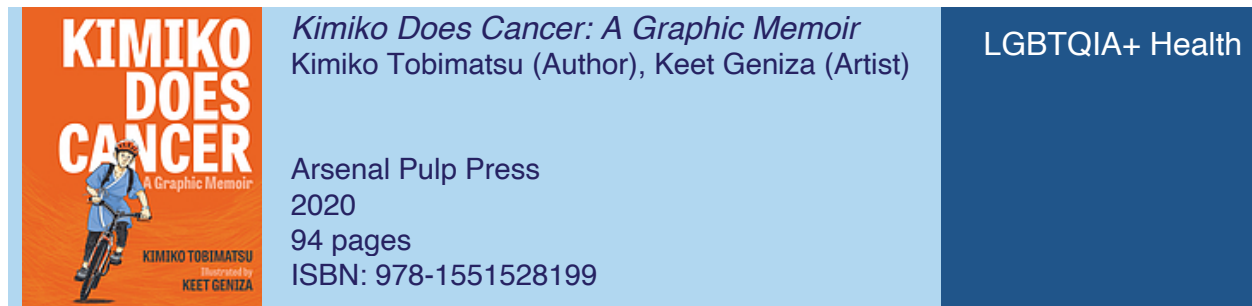 KIMIKO
DOES
CANCER
A Graphic Memoir
KIMIKO TOBIMATSU
Illustrated by
KEET GENIZA
Kimiko Does Cancer: A Graphic Memoir
Kimiko Tobimatsu (Author), Keet Geniza (Artist)
Arsenal Pulp Press
2020
94 pages
ISBN: 978-1551528199
LGBTQIA+ Health